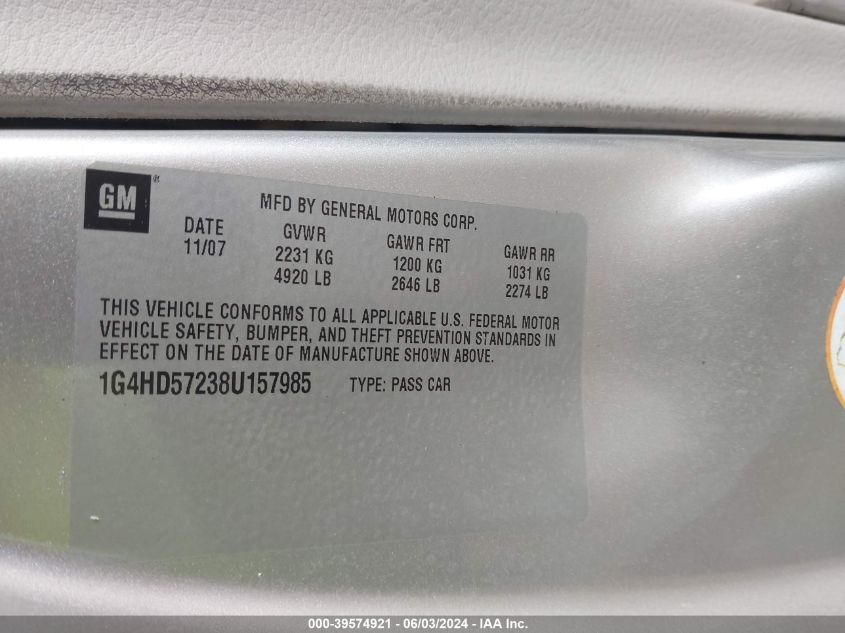 GM ®
MFD BY GENERAL MOTORS CORP.
DATE GVWR GAWR FRT GAWR RR
11/07 2231 KG 1200 KG 1031 KG
4920 LB 2646 LB 2274 LB
THIS VEHICLE CONFORMS TO ALL APPLICABLE U.S. FEDERAL MOTOR
VEHICLE SAFETY, BUMPER, AND THEFT PREVENTION STANDARDS IN
EFFECT ON THE DATE OF MANUFACTURE SHOWN ABOVE.
1G4HD57238U157985 TYPE: PASS CAR
000-39574921 - 06/03/2024 - IAA Inc.